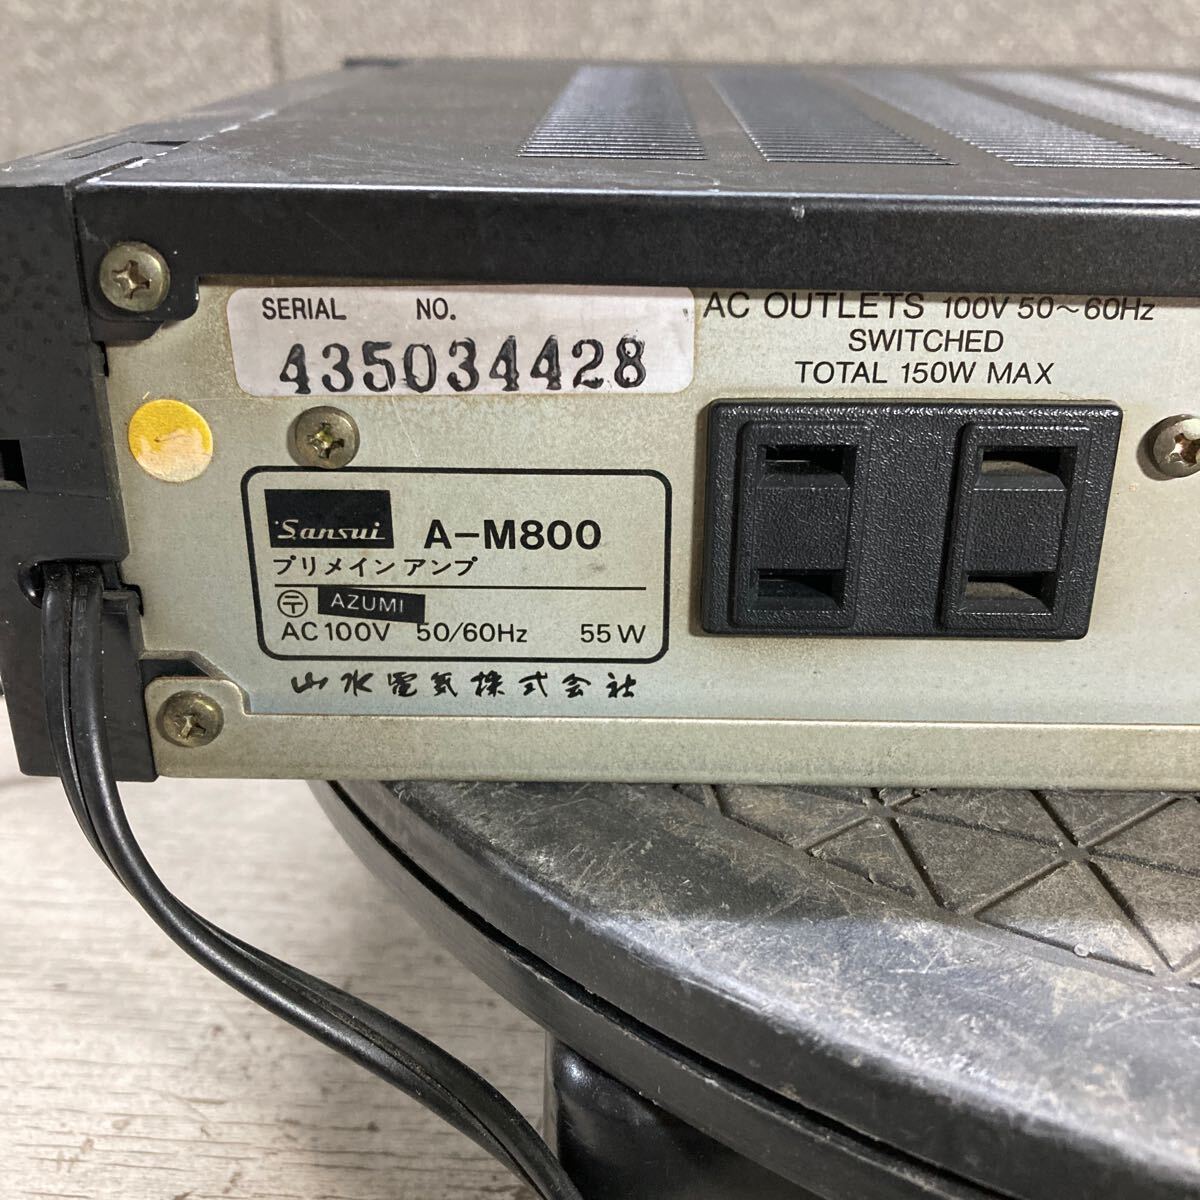 SERIAL NO.
435034428
AC OUTLETS 100V 50~60Hz
SWITCHED
TOTAL 150W MAX
Sansui A-M800
プリメインアンプ
〒 AZUMI
AC 100V 50/60Hz 55W
山水電気株式会社